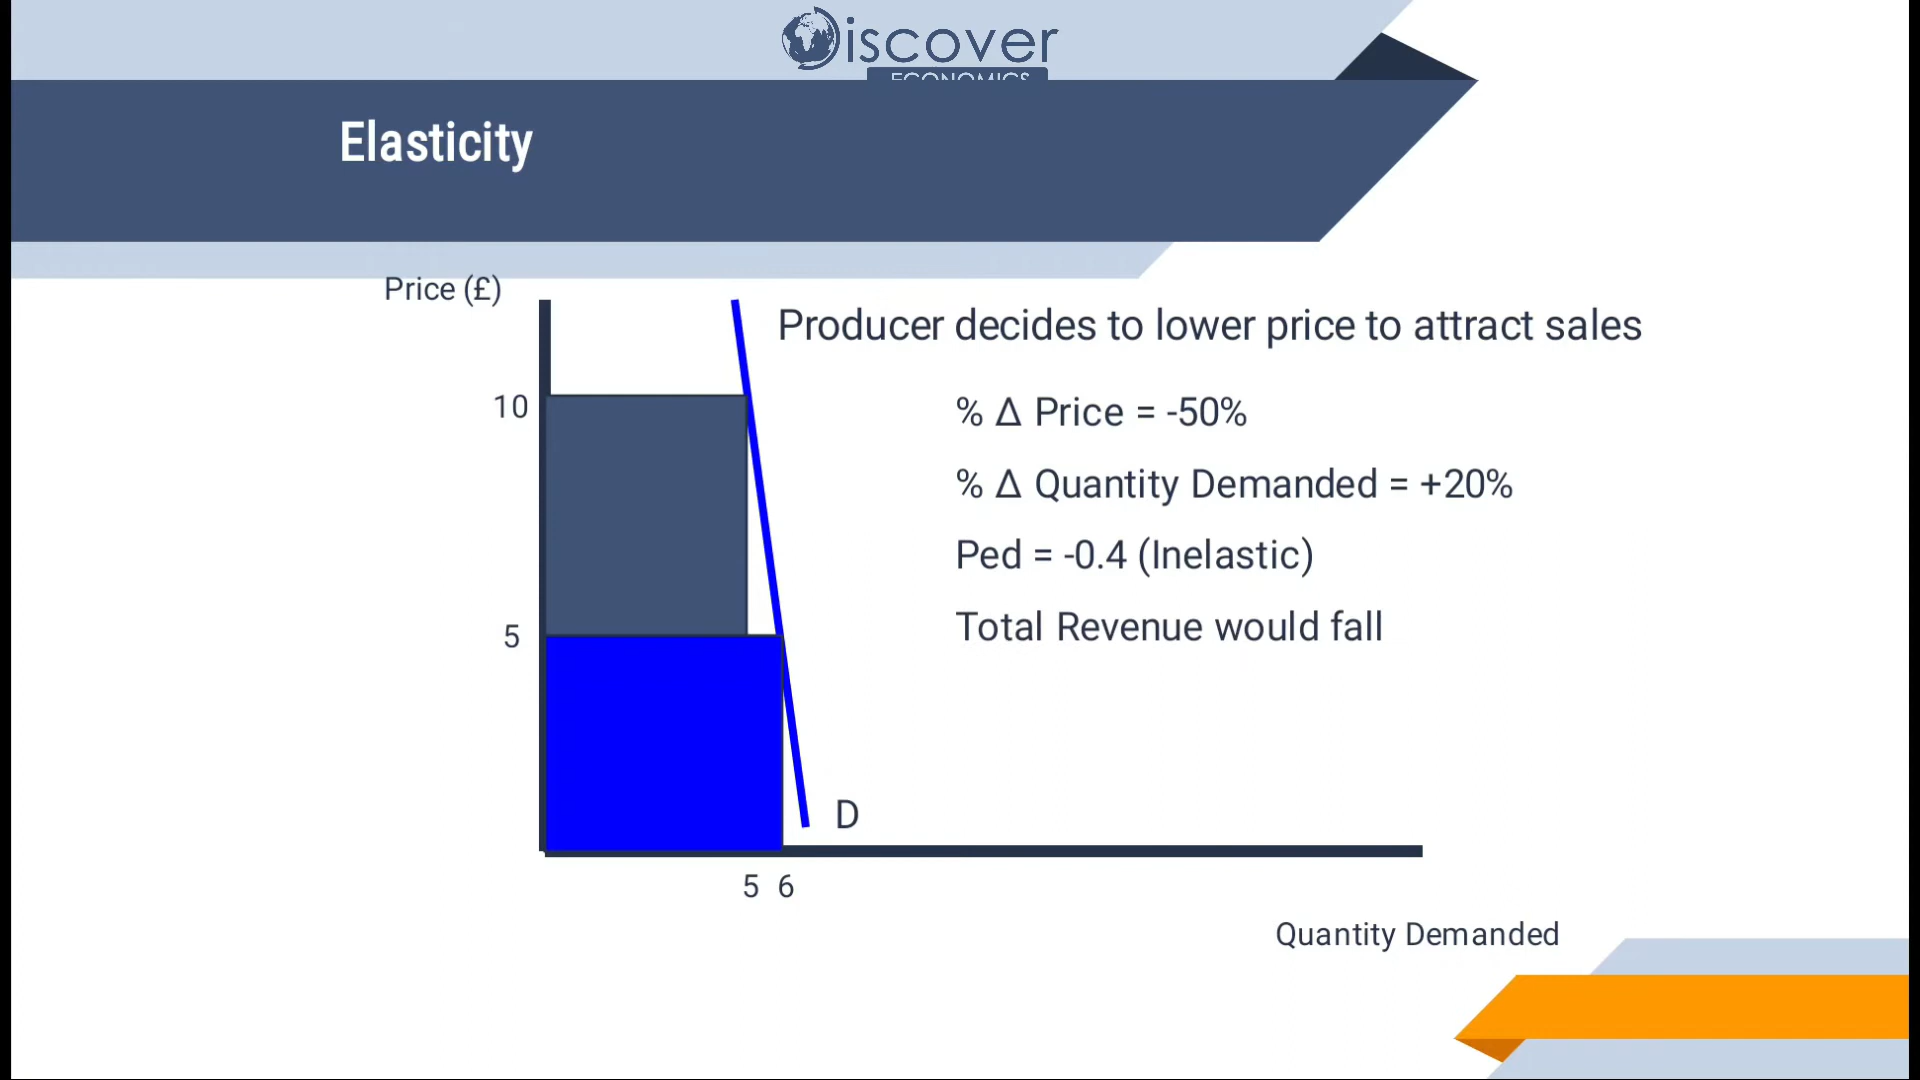 Discover
ECONOMICS
Elasticity
Price (£)
Producer decides to lower price to attract sales
10
% Δ Price = -50%
% Δ Quantity Demanded = +20%
Ped = -0.4 (Inelastic)
5
Total Revenue would fall
D
5 6
Quantity Demanded